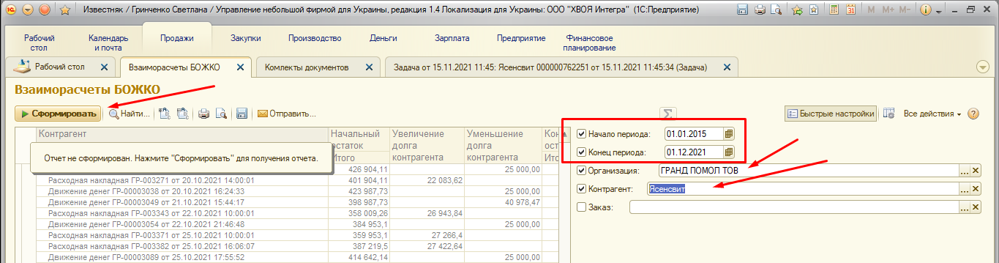 Известняк / Гринченко Светлана / Управление небольшой фирмой для Украины, редакция 1.4 Локализация для Украины: ООО "ХВОЯ Интегра" (1С:Предприятие)
M M+ M-
Рабочий стол
Календарь и почта
Продажи
Закупки
Производство
Деньги
Зарплата
Предприятие
Финансовое планирование
Рабочий стол
Взаиморасчеты БОЖКО
Комлекты документов
Задача от 15.11.2021 11:45: Ясенсвит 000000762251 от 15.11.2021 11:45:34 (Задача)
Взаиморасчеты БОЖКО
Сформировать
Найти...
Отправить...
Σ
Быстрые настройки
Все действия
Контрагент
Начальный остаток
Увеличение долга контрагента
Уменьшение долга контрагента
Кон
ост
Итого
Ито
Отчет не сформирован. Нажмите "Сформировать" для получения отчета.
426 904,11 25 000,00
Расходная накладная ГР-003271 от 20.10.2021 14:00:01 401 904,11 22 083,62
Движение денег ГР-00003038 от 20.10.2021 16:24:33 423 987,73 25 000,00
Движение денег ГР-00003049 от 21.10.2021 15:44:17 398 987,73 40 978,47
Расходная накладная ГР-003343 от 22.10.2021 10:00:01 358 009,26 26 943,84
Движение денег ГР-00003054 от 22.10.2021 21:46:48 384 953,1 25 000,00
Расходная накладная ГР-003371 от 25.10.2021 10:00:01 359 953,1 27 266,4
Расходная накладная ГР-003382 от 25.10.2021 16:06:07 387 219,5 27 422,64
Движение денег ГР-00003089 от 25.10.2021 17:55:52 414 642,14 25 000,00
Начало периода: 01.01.2015
Конец периода: 01.12.2021
Организация: ГРАНД ПОМОЛ ТОВ
Контрагент: Ясенсвит
Заказ: